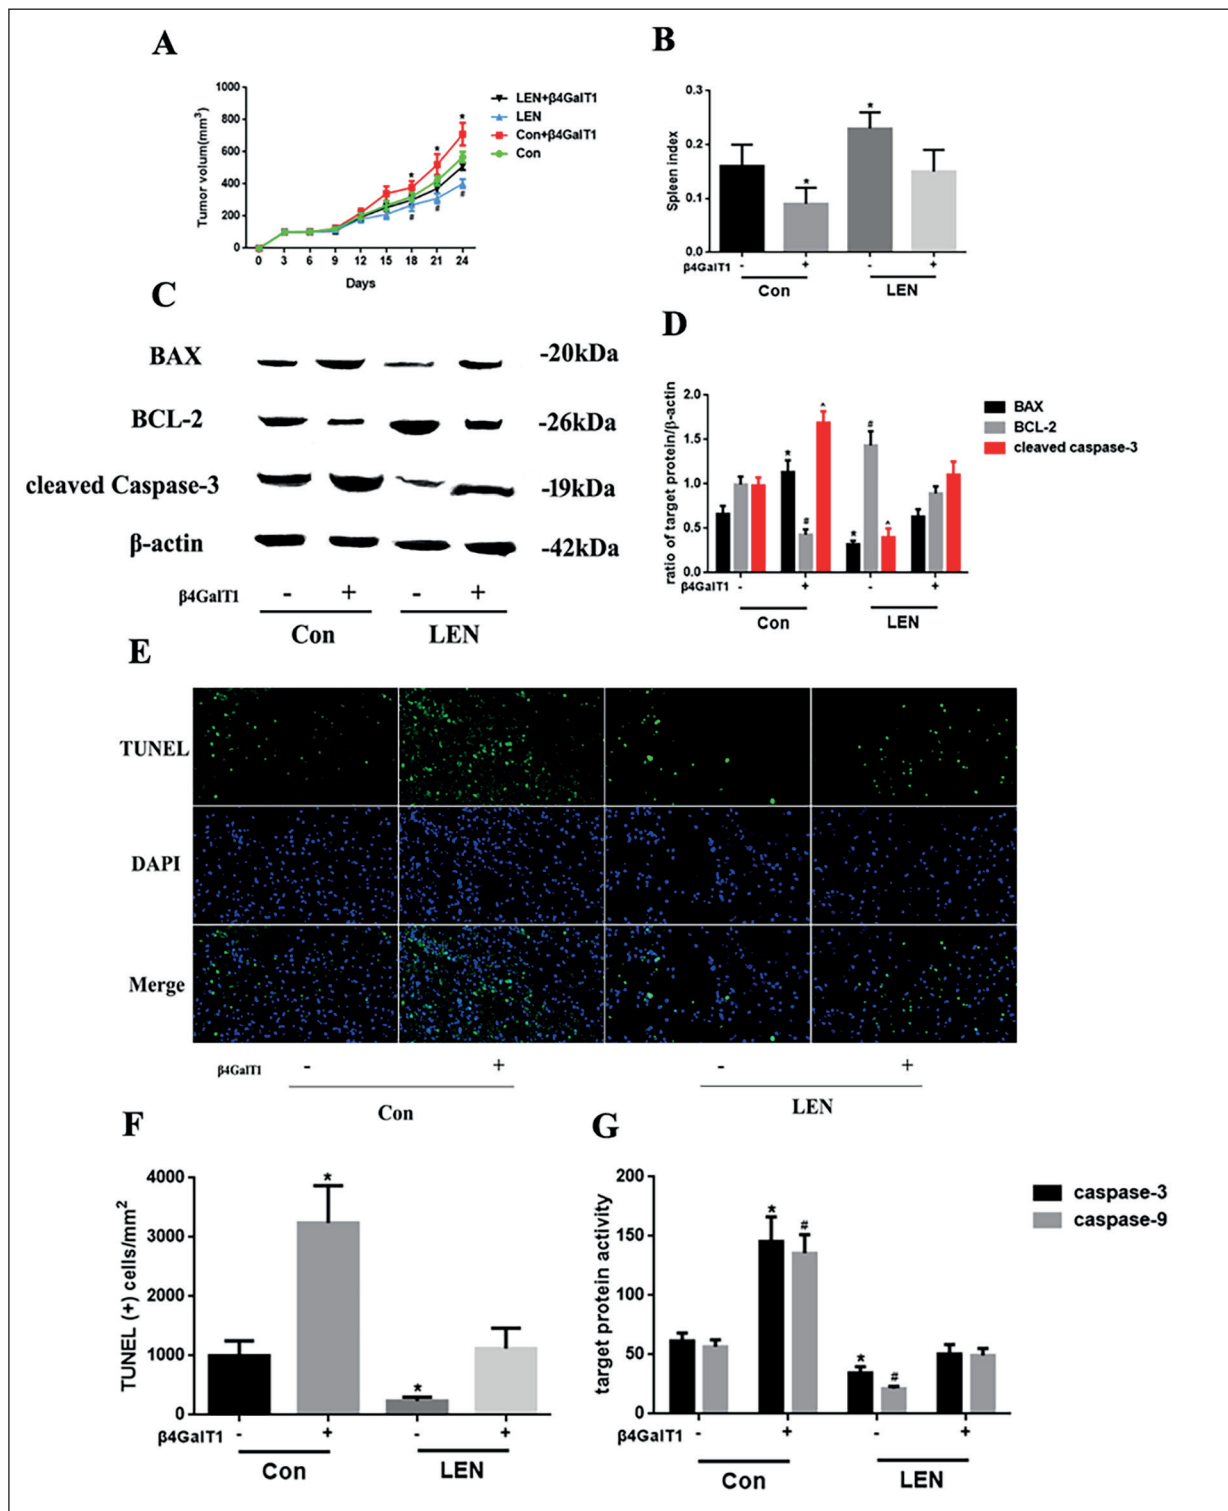 A
1000
800
600
400
200
0
Tumor volum(mm³)
0 3 6 9 12 15 18 21 24
Days
* * *
# # #
LEN+β4GalT1
LEN
Con+β4GalT1
Con
B
0.3
0.2
0.1
0.0
Spleen index
* *
β4GalT1 - + - +
Con LEN
C
BAX -20kDa
BCL-2 -26kDa
cleaved Caspase-3 -19kDa
β-actin -42kDa
β4GalT1 - + - +
Con LEN
D
2.0
1.5
1.0
0.5
0.0
ratio of target protein/β-actin
* # ^ * # ^
BAX
BCL-2
cleaved caspase-3
β4GalT1 - + - +
Con LEN
E
TUNEL
DAPI
Merge
β4GalT1 - + - +
Con LEN
F
4000
3000
2000
1000
0
TUNEL (+) cells/mm²
* *
β4GalT1 - + - +
Con LEN
G
200
150
100
50
0
target protein activity
* # * #
caspase-3
caspase-9
β4GalT1 - + - +
Con LEN